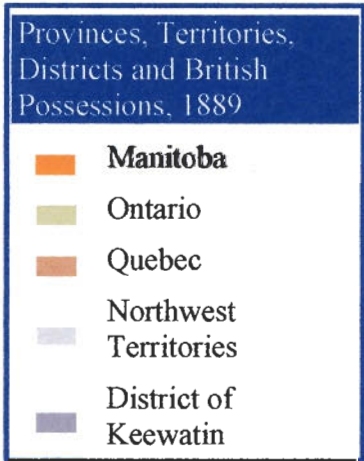 Provinces, Territories,
Districts and British
Possessions, 1889
Manitoba
Ontario
Quebec
Northwest
Territories
District of
Keewatin